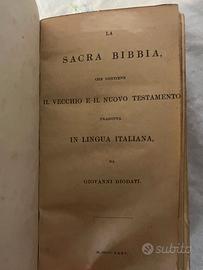 LA
SACRA BIBBIA,
CHE CONTIENE
IL VECCHIO E IL NUOVO TESTAMENTO
TRADOTTA
IN LINGUA ITALIANA,
DA
GIOVANNI DIODATI.
subito